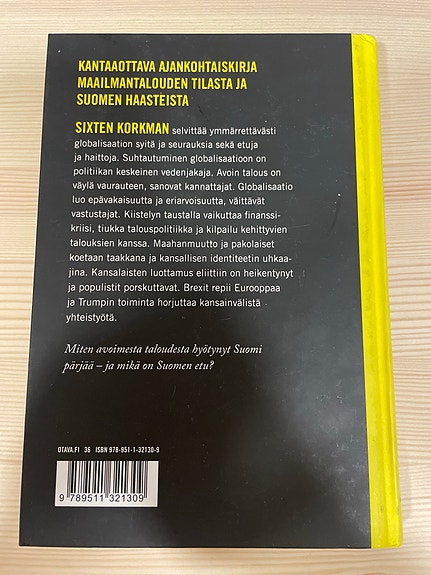 KANTAAOTTAVA AJANKOHTAISKIRJA
MAAILMANTALOUDEN TILASTA JA
SUOMEN HAASTEISTA
SIXTEN KORKMAN selvittää ymmärrettävästi
globalisaation syitä ja seurauksia sekä etuja
ja haittoja. Suhtautuminen globalisaatioon on
politiikan keskeinen vedenjakaja. Avoin talous on
väylä vaurauteen, sanovat kannattajat. Globalisaatio
luo epävakaisuutta ja eriarvoisuutta, väittävät
vastustajat. Kiistelyn taustalla vaikuttaa finanssi-
kriisi, tiukka talouspolitiikka ja kilpailu kehittyvien
talouksien kanssa. Maahanmuutto ja pakolaiset
koetaan taakkana ja kansallisen identiteetin uhkaa-
jina. Kansalaisten luottamus eliittiin on heikentynyt
ja populistit porskuttavat. Brexit repii Eurooppaa
ja Trumpin toiminta horjuttaa kansainvälistä
yhteistyötä.
Miten avoimesta taloudesta hyötynyt Suomi
pärjää – ja mikä on Suomen etu?
OTAVA.FI 36 ISBN 978-951-1-32130-9
9 789511 321309